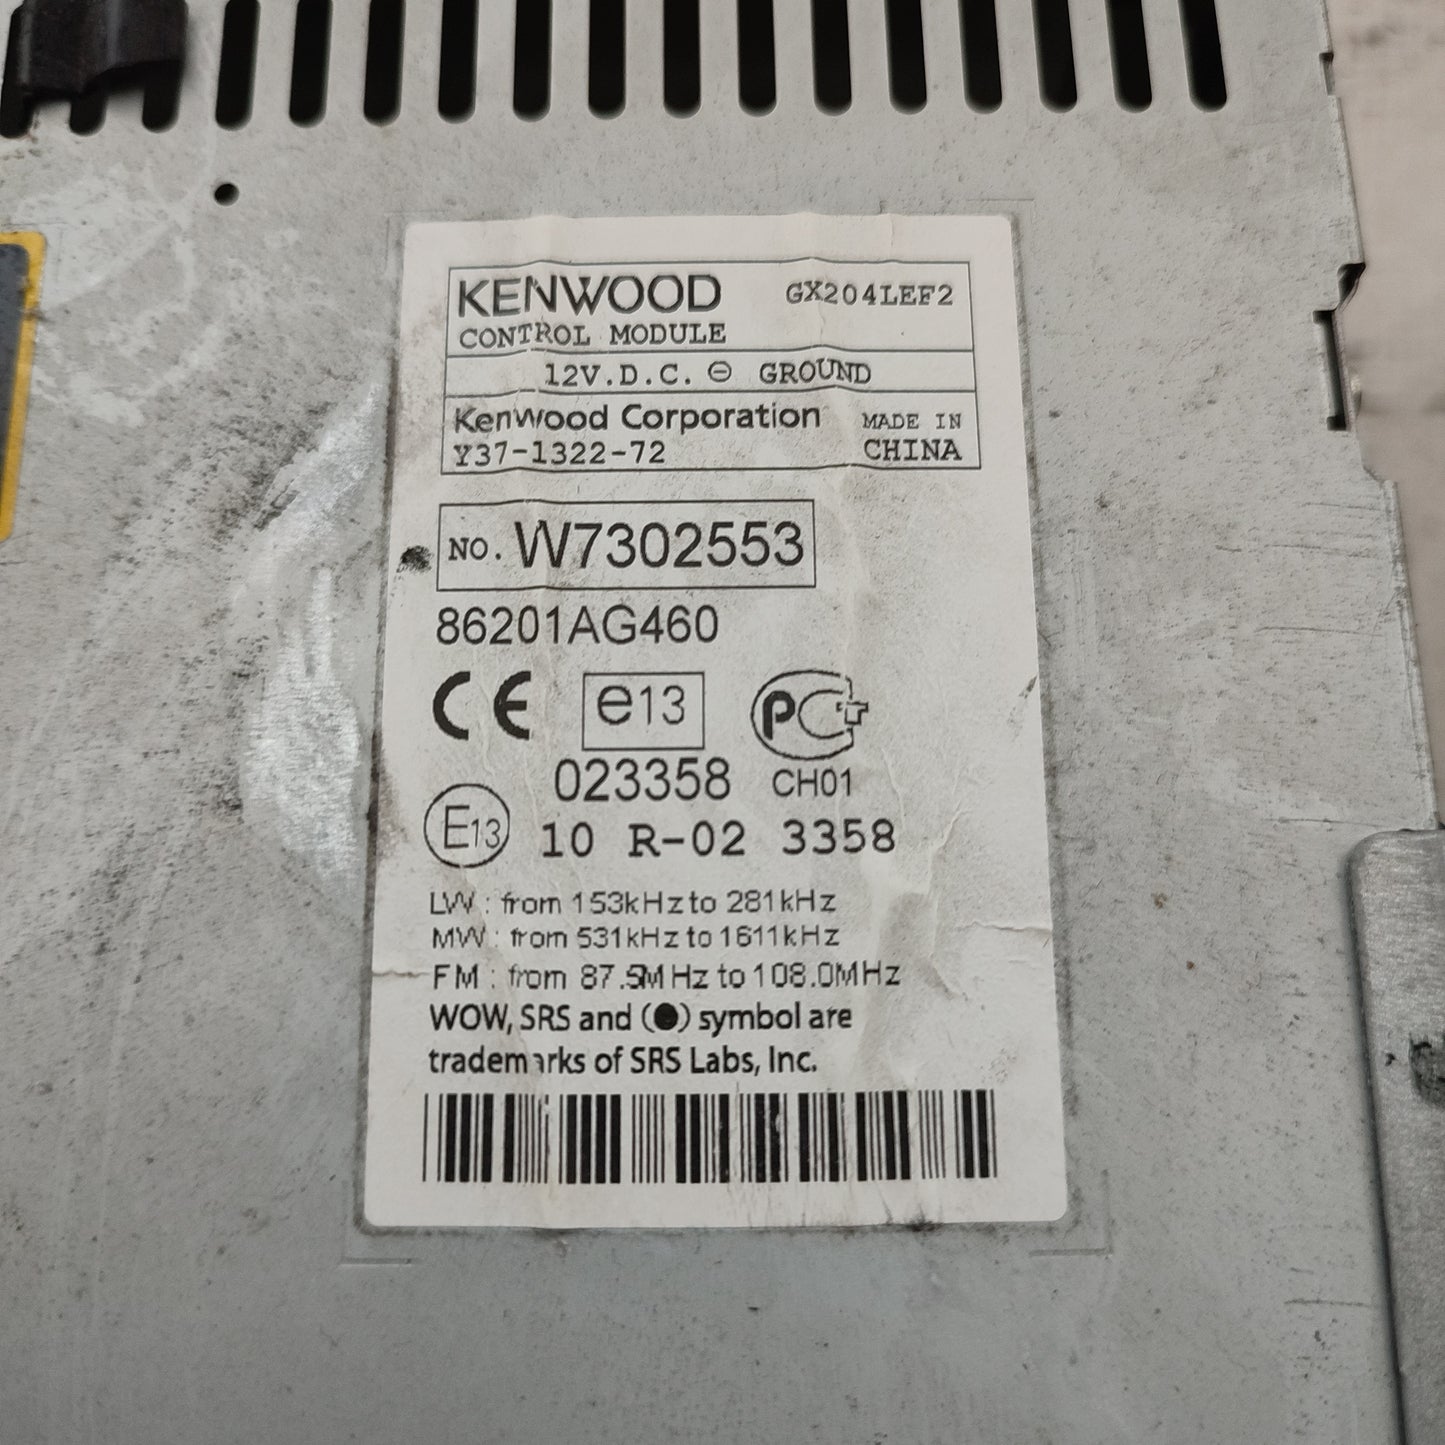 KENWOOD GX204LEF2
CONTROL MODULE
12V.D.C. ⊖ GROUND
Kenwood Corporation MADE IN
Y37-1322-72 CHINA
NO. W7302553
86201AG460
CE e13 PCT
023358 CH01
E13 10 R-02 3358
LW : from 153kHz to 281kHz
MW : from 531kHz to 1611kHz
FM : from 87.5MHz to 108.0MHz
WOW, SRS and (●) symbol are
trademarks of SRS Labs, Inc.